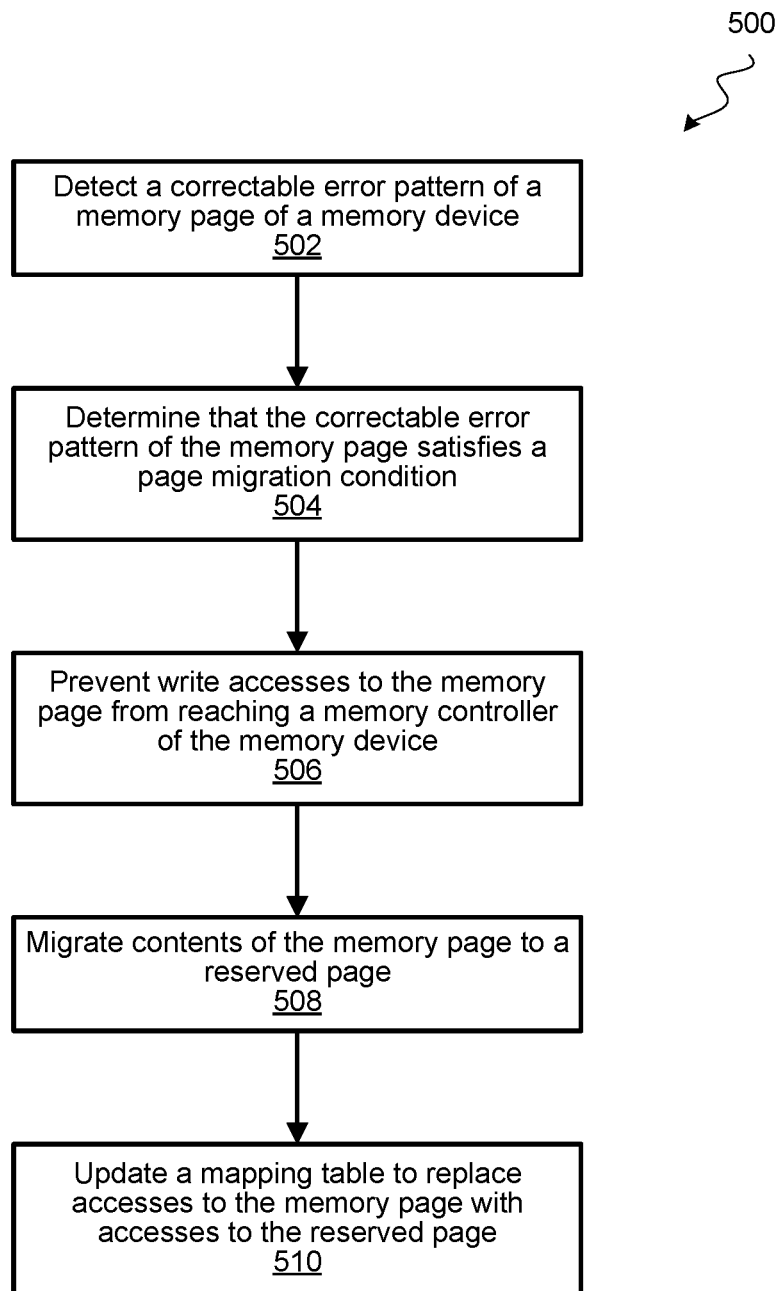 500
Detect a correctable error pattern of a
memory page of a memory device
502
Determine that the correctable error
pattern of the memory page satisfies a
page migration condition
504
Prevent write accesses to the memory
page from reaching a memory controller
of the memory device
506
Migrate contents of the memory page to a
reserved page
508
Update a mapping table to replace
accesses to the memory page with
accesses to the reserved page
510